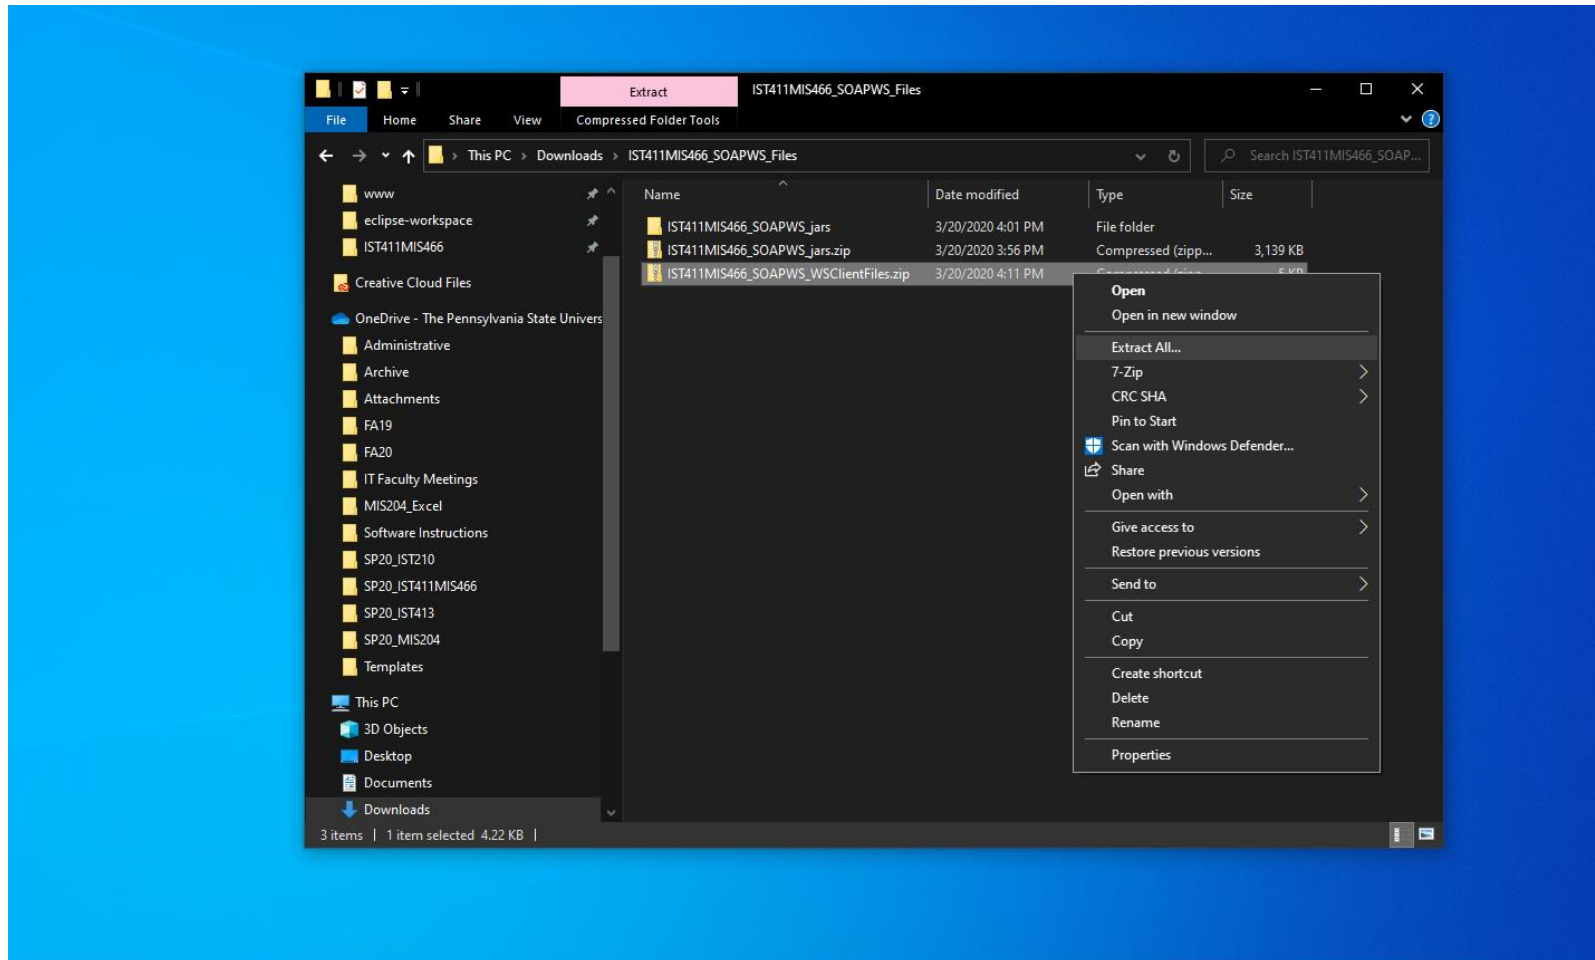 Extract
IST411MIS466_SOAPWS_Files
File Home Share View Compressed Folder Tools
This PC > Downloads > IST411MIS466_SOAPWS_Files
Search IST411MIS466_SOAP...
www
eclipse-workspace
IST411MIS466
Creative Cloud Files
OneDrive - The Pennsylvania State Univers
Administrative
Archive
Attachments
FA19
FA20
IT Faculty Meetings
MIS204_Excel
Software Instructions
SP20_IST210
SP20_IST411MIS466
SP20_IST413
SP20_MIS204
Templates
This PC
3D Objects
Desktop
Documents
Downloads
Name Date modified Type Size
IST411MIS466_SOAPWS_jars 3/20/2020 4:01 PM File folder
IST411MIS466_SOAPWS_jars.zip 3/20/2020 3:56 PM Compressed (zipp... 3,139 KB
IST411MIS466_SOAPWS_WSClientFiles.zip 3/20/2020 4:11 PM Compressed (zipp... 5 KB
Open
Open in new window
Extract All...
7-Zip
CRC SHA
Pin to Start
Scan with Windows Defender...
Share
Open with
Give access to
Restore previous versions
Send to
Cut
Copy
Create shortcut
Delete
Rename
Properties
3 items | 1 item selected 4.22 KB |